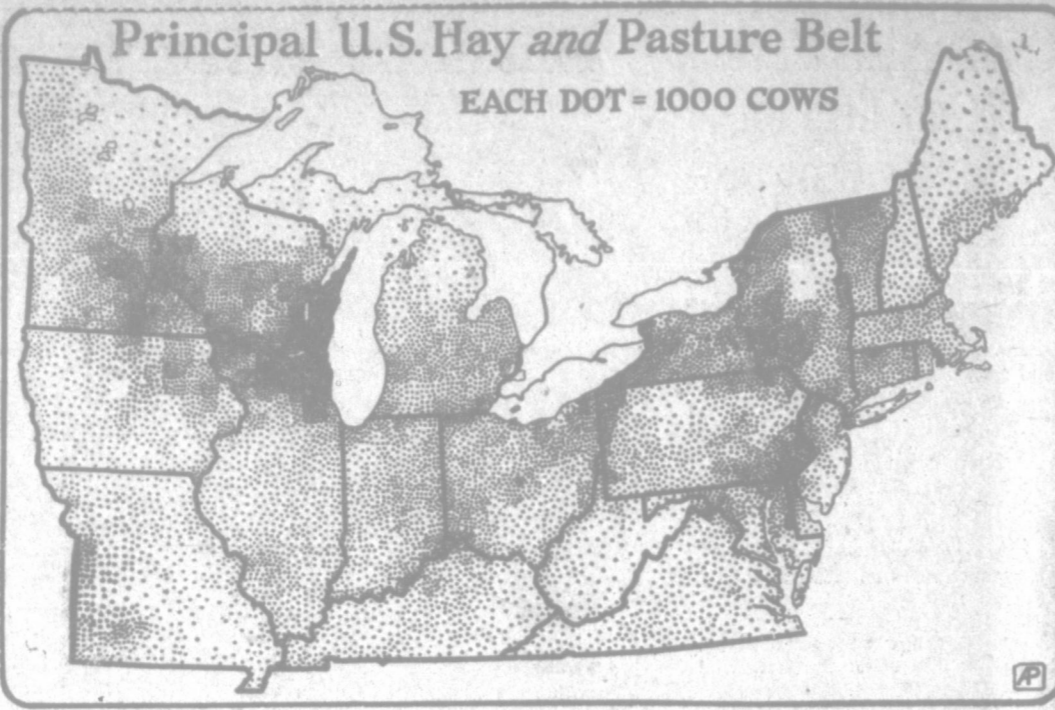 Principal U.S. Hay and Pasture Belt
EACH DOT = 1000 COWS
AP